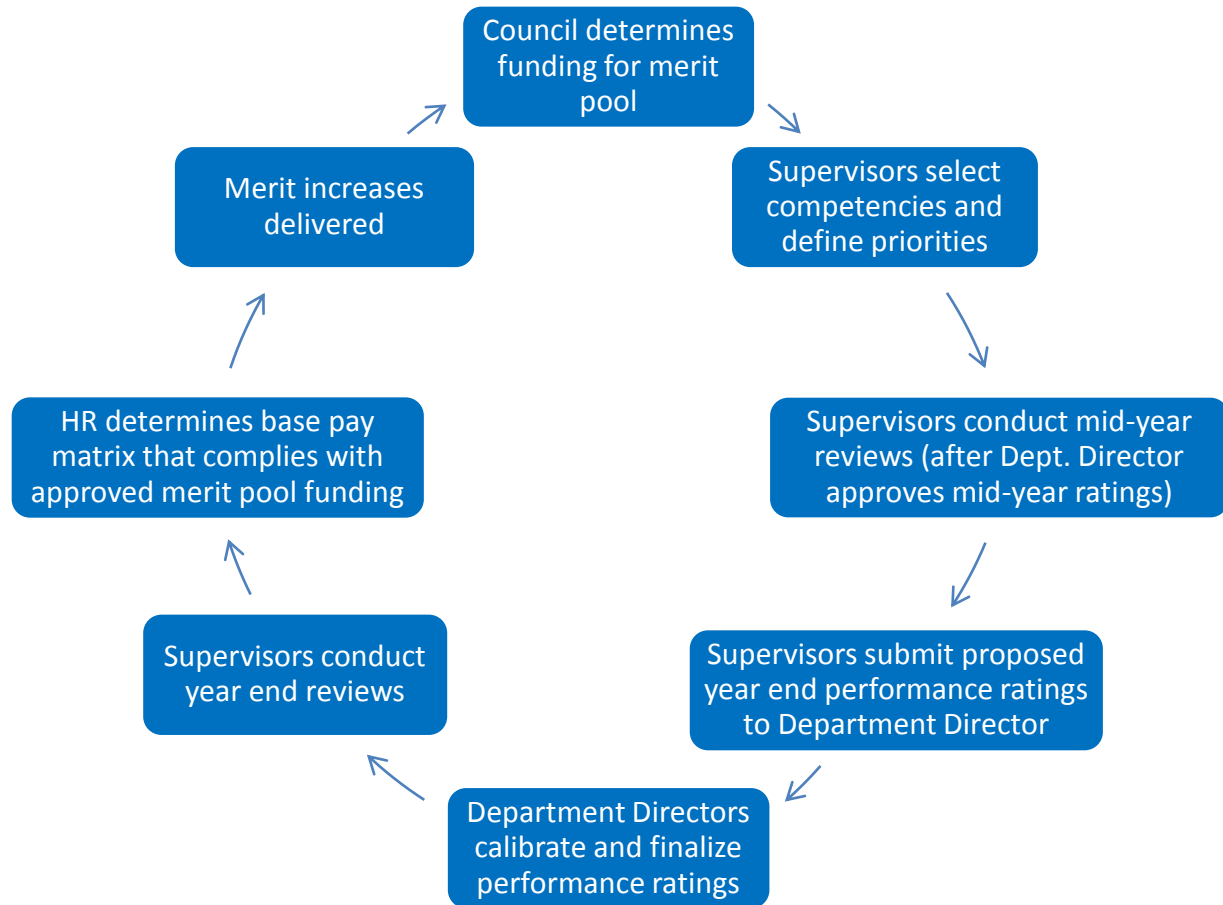 Council determines
funding for merit
pool
Supervisors select
competencies and
define priorities
Supervisors conduct mid-year
reviews (after Dept. Director
approves mid-year ratings)
Supervisors submit proposed
year end performance ratings
to Department Director
Department Directors
calibrate and finalize
performance ratings
Supervisors conduct
year end reviews
HR determines base pay
matrix that complies with
approved merit pool funding
Merit increases
delivered